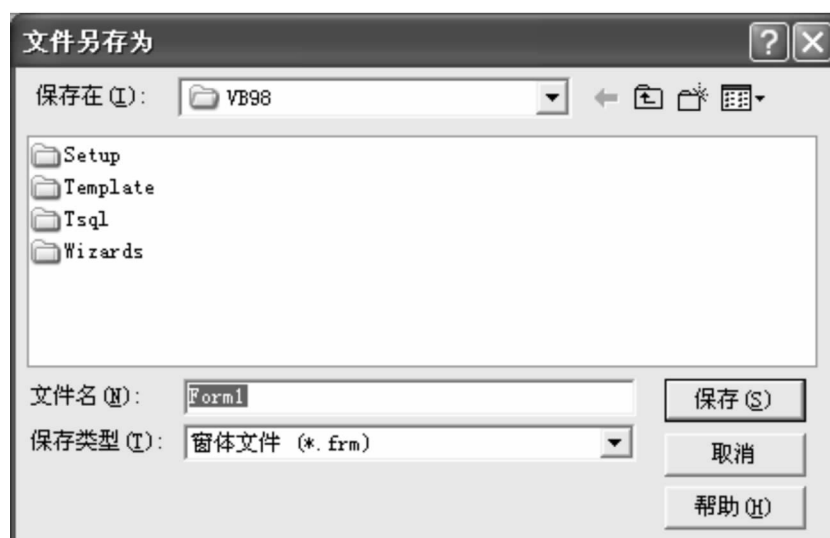 文件另存为
保存在(I): VB98
Setup
Template
Tsql
Wizards
文件名(N): Form1 保存(S)
保存类型(T): 窗体文件 (*.frm) 取消
帮助(H)